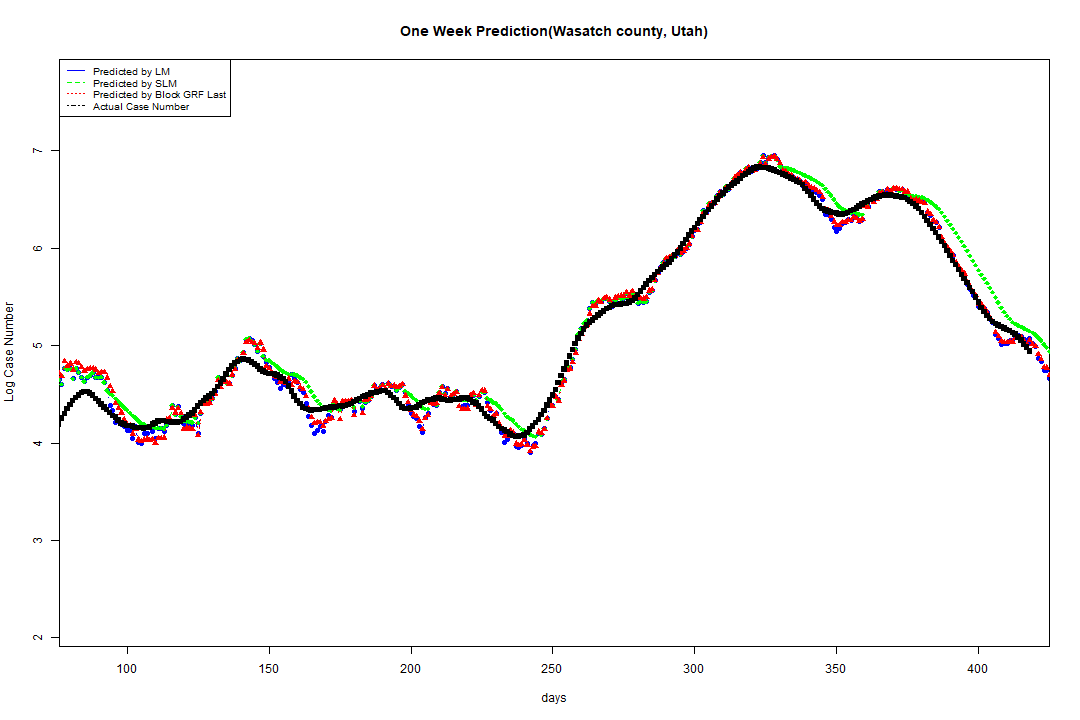 One Week Prediction(Wasatch county, Utah)
Predicted by LM
Predicted by SLM
Predicted by Block GRF Last
Actual Case Number
7
6
5
4
3
2
Log Case Number
100 150 200 250 300 350 400
days